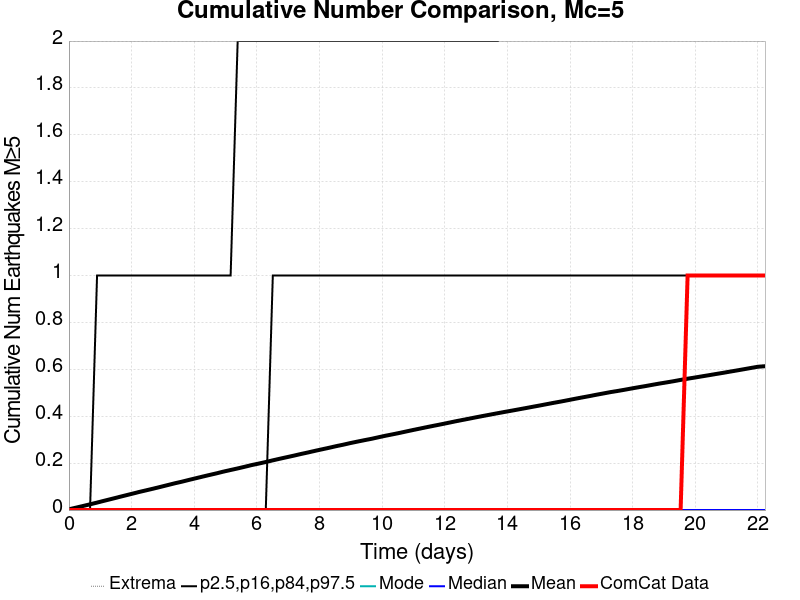 Cumulative Number Comparison, Mc=5
Cumulative Num Earthquakes M≥5
2
1.8
1.6
1.4
1.2
1
0.8
0.6
0.4
0.2
0
0 2 4 6 8 10 12 14 16 18 20 22
Time (days)
Extrema p2.5,p16,p84,p97.5 Mode Median Mean ComCat Data